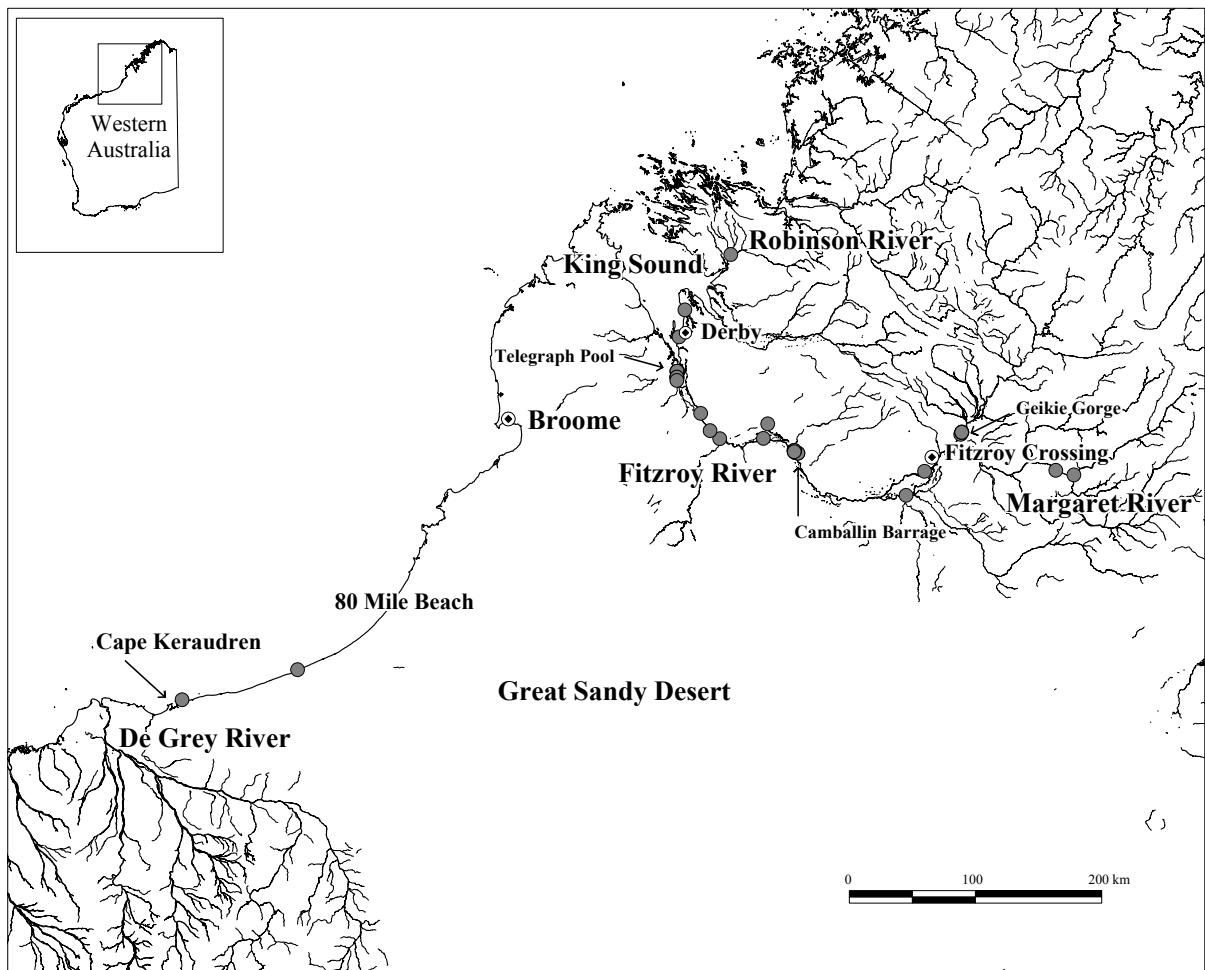 Western
Australia
Robinson River
King Sound
Derby
Telegraph Pool
Geikie Gorge
Broome
Fitzroy Crossing
Fitzroy River
Margaret River
Camballin Barrage
80 Mile Beach
Cape Keraudren
Great Sandy Desert
De Grey River
0 100 200 km